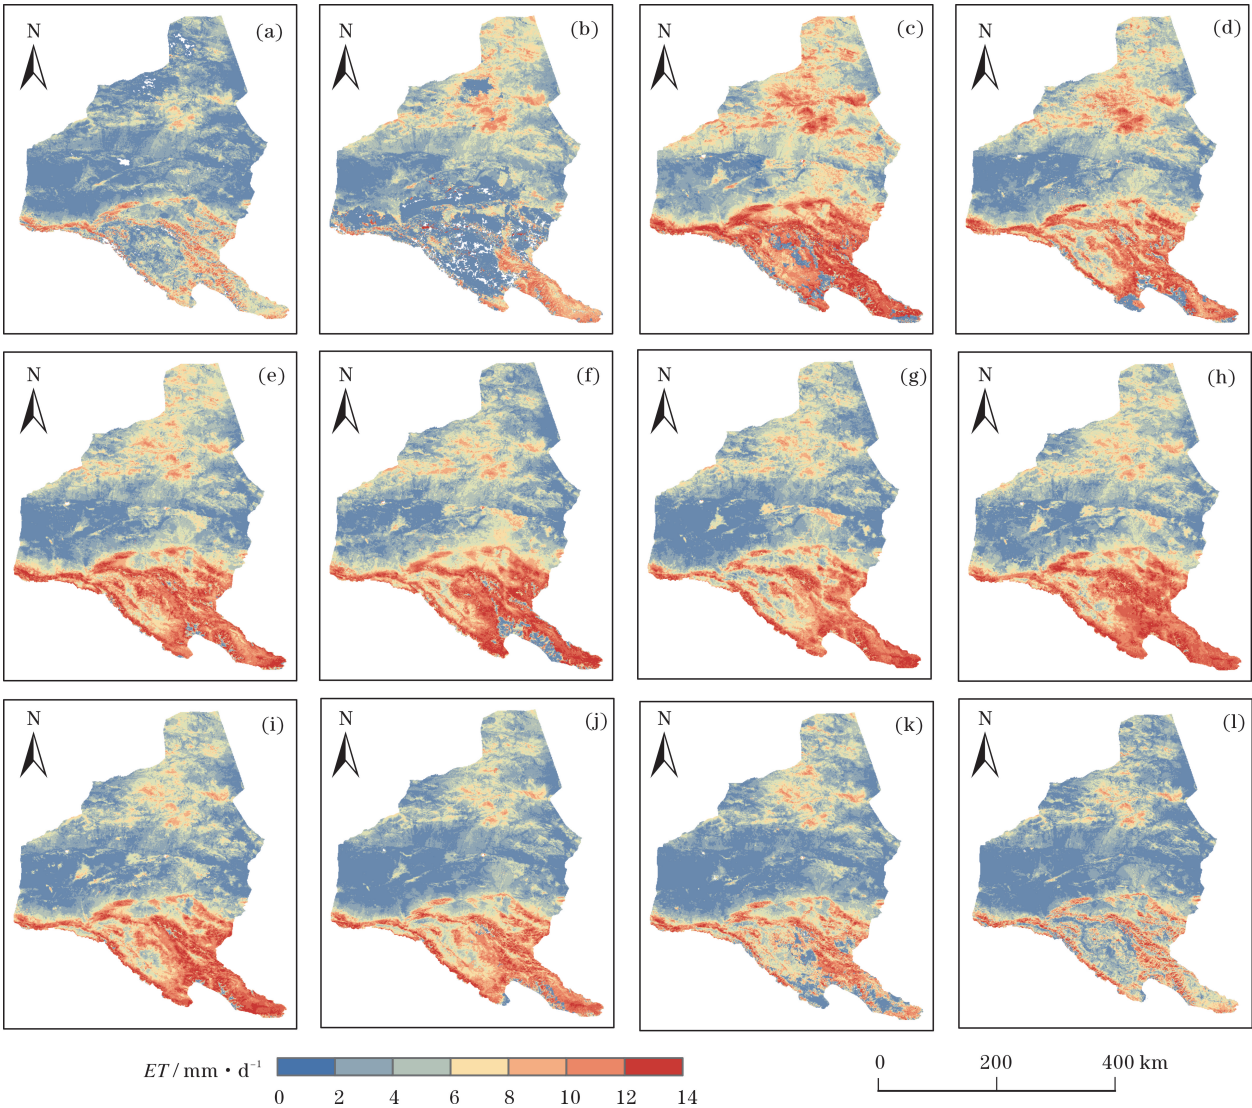 N (a) N (b) N (c) N (d)
N (e) N (f) N (g) N (h)
N (i) N (j) N (k) N (l)
ET / mm · d⁻¹
0 2 4 6 8 10 12 14
0 200 400 km